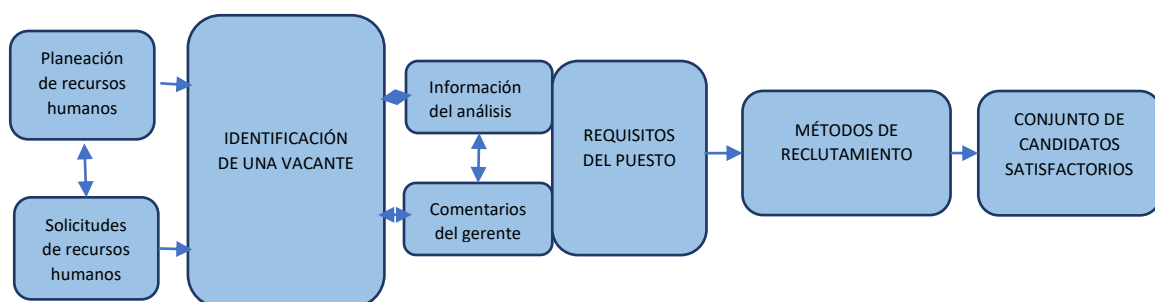 Planeación
de recursos
humanos
Solicitudes
de recursos
humanos
IDENTIFICACIÓN
DE UNA VACANTE
Información
del análisis
Comentarios
del gerente
REQUISITOS
DEL PUESTO
MÉTODOS DE
RECLUTAMIENTO
CONJUNTO DE
CANDIDATOS
SATISFACTORIOS